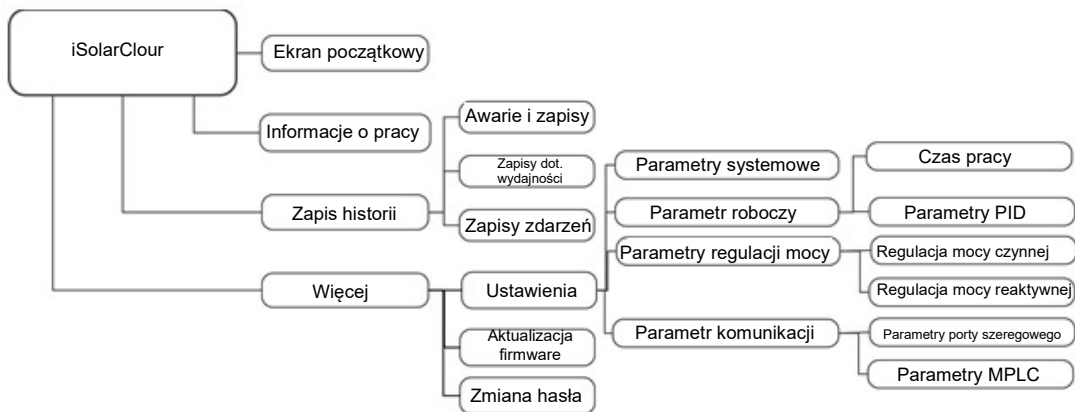 iSolarClour
Ekran początkowy
Informacje o pracy
Zapis historii
Awarie i zapisy
Zapisy dot.
wydajności
Zapisy zdarzeń
Więcej
Ustawienia
Aktualizacja
firmware
Zmiana hasła
Parametry systemowe
Parametr roboczy
Czas pracy
Parametry PID
Parametry regulacji mocy
Regulacja mocy czynnej
Regulacja mocy reaktywnej
Parametr komunikacji
Parametry porty szeregowego
Parametry MPLC